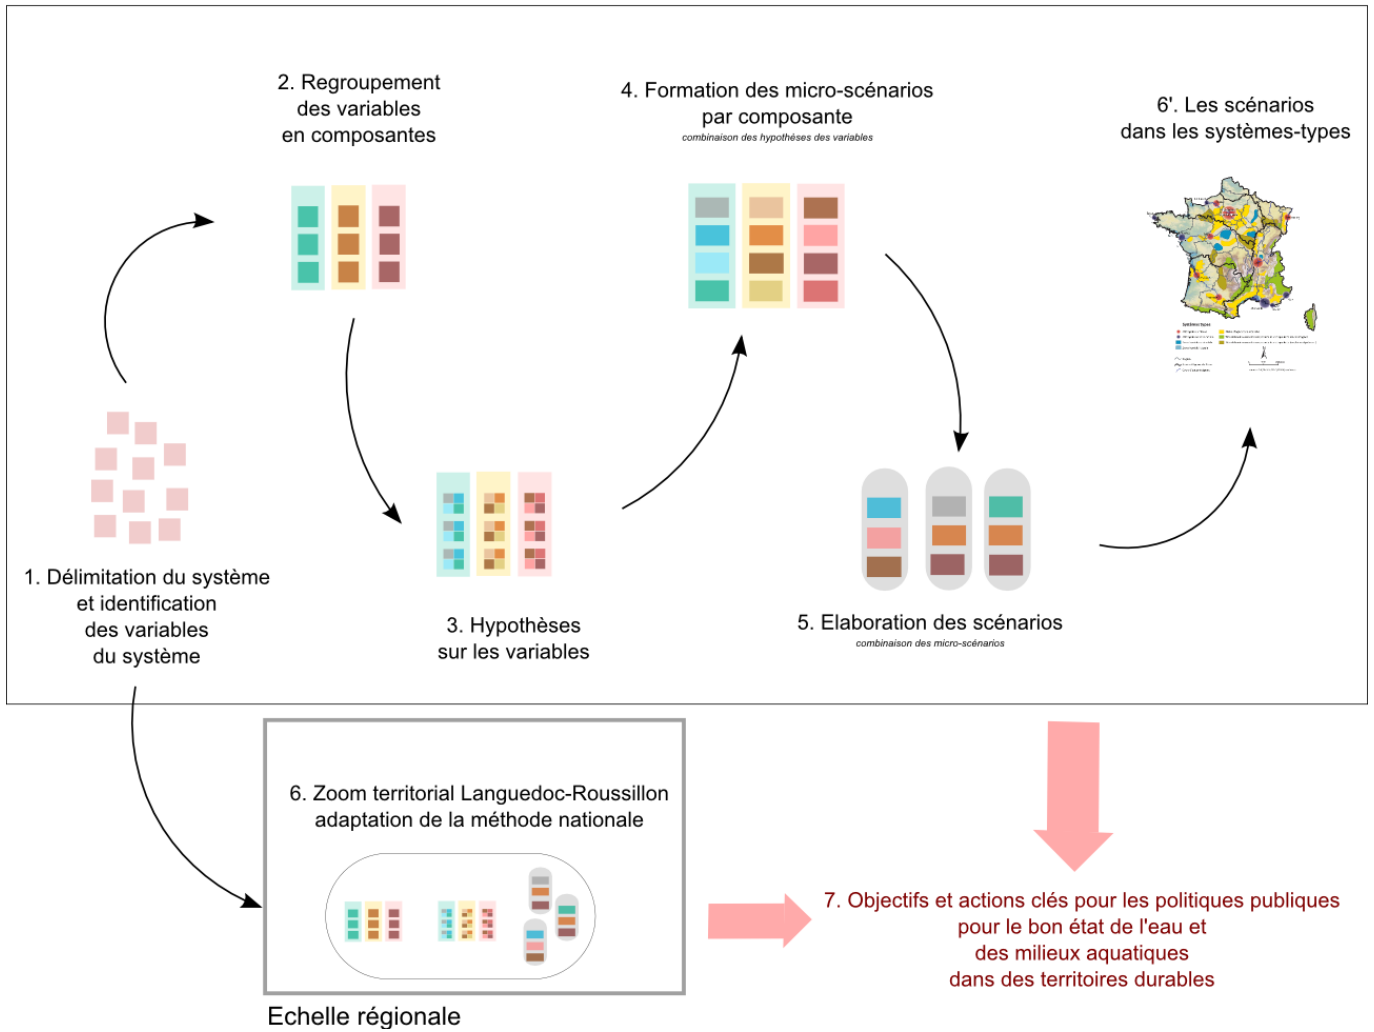 2. Regroupement
des variables
en composantes
4. Formation des micro-scénarios
par composante
combinaison des hypothèses des variables
6'. Les scénarios
dans les systèmes-types
1. Délimitation du système
et identification
des variables
du système
3. Hypothèses
sur les variables
5. Elaboration des scénarios
combinaison des micro-scénarios
6. Zoom territorial Languedoc-Roussillon
adaptation de la méthode nationale
Echelle régionale
7. Objectifs et actions clés pour les politiques publiques
pour le bon état de l'eau et
des milieux aquatiques
dans des territoires durables